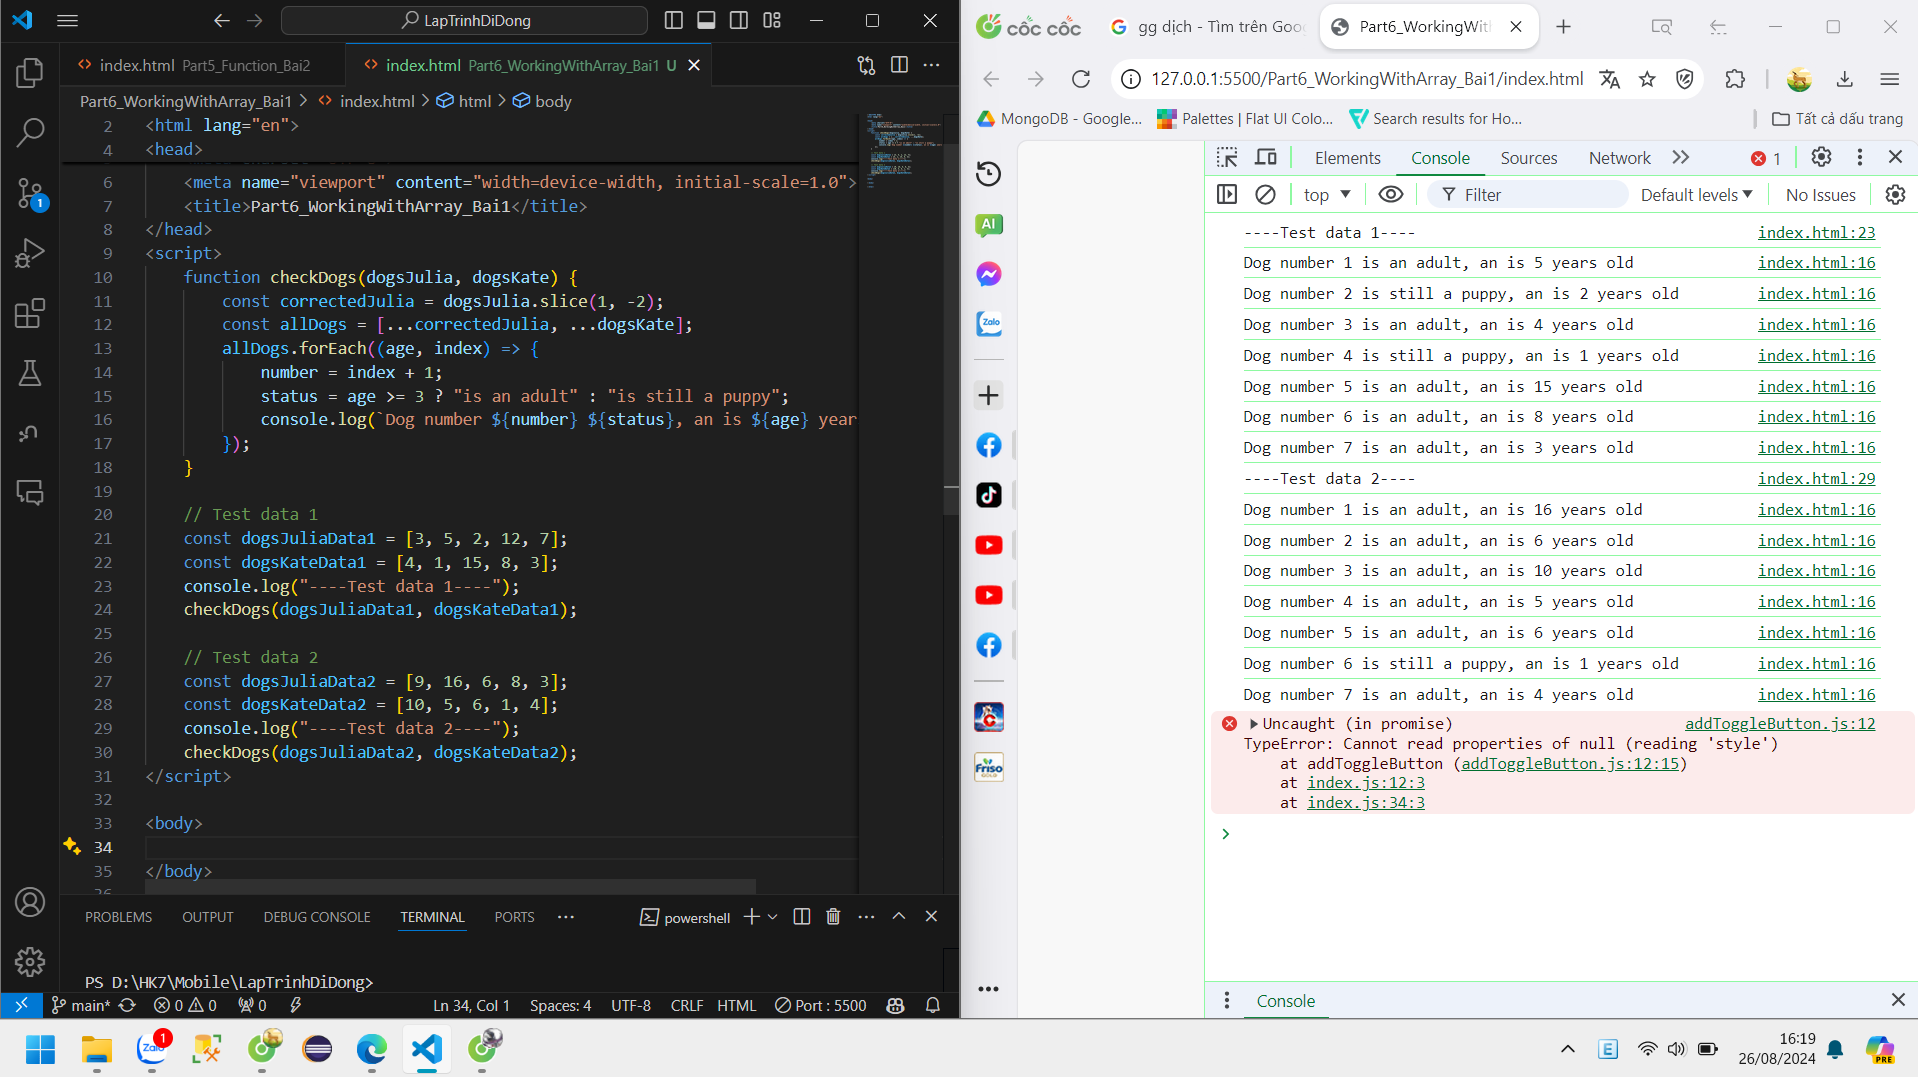 LapTrinhDiDong
index.html Part5_Function_Bai2
index.html Part6_WorkingWithArray_Bai1 U
Part6_WorkingWithArray_Bai1 > index.html > html > body
2 <html lang="en">
4 <head>
6 <meta name="viewport" content="width=device-width, initial-scale=1.0">
7 <title>Part6_WorkingWithArray_Bai1</title>
8 </head>
9 <script>
10 function checkDogs(dogsJulia, dogsKate) {
11 const correctedJulia = dogsJulia.slice(1, -2);
12 const allDogs = [...correctedJulia, ...dogsKate];
13 allDogs.forEach((age, index) => {
14 number = index + 1;
15 status = age >= 3 ? "is an adult" : "is still a puppy";
16 console.log(`Dog number ${number} ${status}, an is ${age} year
17 });
18 }
19
20 // Test data 1
21 const dogsJuliaData1 = [3, 5, 2, 12, 7];
22 const dogsKateData1 = [4, 1, 15, 8, 3];
23 console.log("----Test data 1----");
24 checkDogs(dogsJuliaData1, dogsKateData1);
25
26 // Test data 2
27 const dogsJuliaData2 = [9, 16, 6, 8, 3];
28 const dogsKateData2 = [10, 5, 6, 1, 4];
29 console.log("----Test data 2----");
30 checkDogs(dogsJuliaData2, dogsKateData2);
31 </script>
32
33 <body>
34
35 </body>
1
PROBLEMS OUTPUT DEBUG CONSOLE TERMINAL PORTS ··· powershell
PS D:\HK7\Mobile\LapTrinhDiDong>
main* 0 0 0 Ln 34, Col 1 Spaces: 4 UTF-8 CRLF HTML Port : 5500
cốc cốc
gg dịch - Tìm trên Goo
Part6_WorkingWith
127.0.0.1:5500/Part6_WorkingWithArray_Bai1/index.html
MongoDB - Google... Palettes | Flat UI Colo... Search results for Ho... Tất cả dấu trang
AI
Zalo
Friso
GOLD
Elements Console Sources Network 1
top Filter Default levels No Issues
----Test data 1---- index.html:23
Dog number 1 is an adult, an is 5 years old index.html:16
Dog number 2 is still a puppy, an is 2 years old index.html:16
Dog number 3 is an adult, an is 4 years old index.html:16
Dog number 4 is still a puppy, an is 1 years old index.html:16
Dog number 5 is an adult, an is 15 years old index.html:16
Dog number 6 is an adult, an is 8 years old index.html:16
Dog number 7 is an adult, an is 3 years old index.html:16
----Test data 2---- index.html:29
Dog number 1 is an adult, an is 16 years old index.html:16
Dog number 2 is an adult, an is 6 years old index.html:16
Dog number 3 is an adult, an is 10 years old index.html:16
Dog number 4 is an adult, an is 5 years old index.html:16
Dog number 5 is an adult, an is 6 years old index.html:16
Dog number 6 is still a puppy, an is 1 years old index.html:16
Dog number 7 is an adult, an is 4 years old index.html:16
Uncaught (in promise) addToggleButton.js:12
TypeError: Cannot read properties of null (reading 'style')
at addToggleButton (addToggleButton.js:12:15)
at index.js:12:3
at index.js:34:3
Console
Zalo 1
E
16:19
26/08/2024
PRE